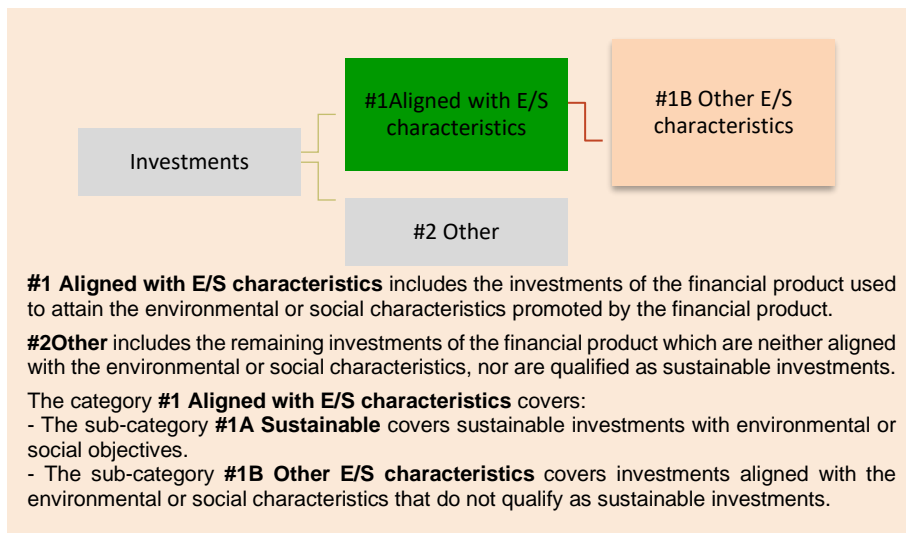 #1Aligned with E/S
characteristics
#1B Other E/S
characteristics
Investments
#2 Other
#1 Aligned with E/S characteristics includes the investments of the financial product used
to attain the environmental or social characteristics promoted by the financial product.
#2Other includes the remaining investments of the financial product which are neither aligned
with the environmental or social characteristics, nor are qualified as sustainable investments.
The category #1 Aligned with E/S characteristics covers:
- The sub-category #1A Sustainable covers sustainable investments with environmental or
social objectives.
- The sub-category #1B Other E/S characteristics covers investments aligned with the
environmental or social characteristics that do not qualify as sustainable investments.